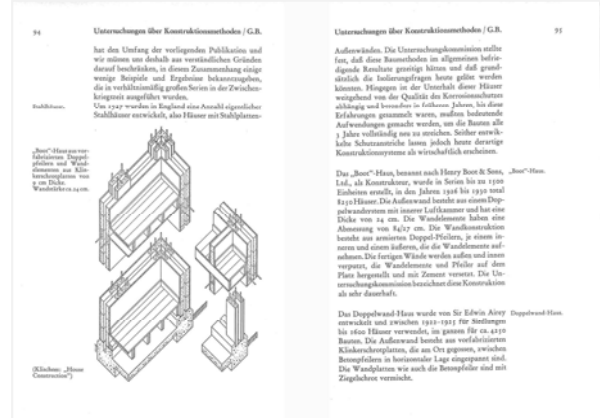 94
Untersuchungen über Konstruktionsmethoden / G.B.
hat den Umfang der vorliegenden Publikation und
wir müssen uns deshalb aus verständlichen Gründen
darauf beschränken, in diesem Zusammenhang einige
wenige Beispiele und Ergebnisse bekanntzugeben,
die in verhältnismäßig großen Serien in der Zwischen-
kriegszeit ausgeführt wurden.
Stahlhäuser.
Um 1927 wurden in England eine Anzahl eigentlicher
Stahlhäuser entwickelt, also Häuser mit Stahlplatten-
„Boot“-Haus aus vor-
fabrizierten Doppel-
pfeilern und Wand-
elementen aus Klin-
kerschrotplatten von
9 cm Dicke.
Wandstärke ca. 24 cm.
(Klischee: „House
Construction“)
Untersuchungen über Konstruktionsmethoden / G.B.
95
Außenwänden. Die Untersuchungskommission stellte
fest, daß diese Baumethoden im allgemeinen befrie-
digende Resultate gezeitigt hätten und daß grund-
sätzlich die Isolierungsfragen heute gelöst werden
könnten. Hingegen ist der Unterhalt dieser Häuser
weitgehend von der Qualität des Korrosionsschutzes
abhängig und besonders in früheren Jahren, bis diese
Erfahrungen gesammelt waren, mußten bedeutende
Aufwendungen gemacht werden, um die Bauten alle
3 Jahre vollständig neu zu streichen. Seither entwik-
kelte Schutzanstriche lassen jedoch heute derartige
Konstruktionssysteme als wirtschaftlich erscheinen.
Das „Boot“-Haus, benannt nach Henry Boot & Sons,
„Boot“-Haus.
Ltd., als Konstrukteur, wurde in Serien bis zu 1500
Einheiten erstellt, in den Jahren 1926 bis 1930 total
8250 Häuser. Die Außenwand besteht aus einem Dop-
pelwandsystem mit innerer Luftkammer und hat eine
Dicke von 24 cm. Die Wandelemente haben eine
Abmessung von 84/27 cm. Die Wandkonstruktion
besteht aus armierten Doppel-Pfeilern, je einem in-
neren und einem äußeren, die die Wandelemente auf-
nehmen. Die fertigen Wände werden außen und innen
verputzt, die Wandelemente und Pfeiler auf dem
Platz hergestellt und mit Zement versetzt. Die Un-
tersuchungskommission bezeichnet diese Wandkonstruktion
als sehr dauerhaft.
Das Doppelwand-Haus wurde von Sir Edwin Airey
Doppelwand-Haus.
entwickelt und zwischen 1921–1925 für Siedlungen
bis 1600 Häuser verwendet, im ganzen für ca. 4250
Bauten. Die Außenwand besteht aus vorfabrizierten
Klinkerschrotplatten, die am Ort gegossen, zwischen
Betonpfeilern in horizontaler Lage eingespannt sind.
Die Wandplatten wie auch die Betonpfeiler sind mit
Ziegelschrot vermischt.